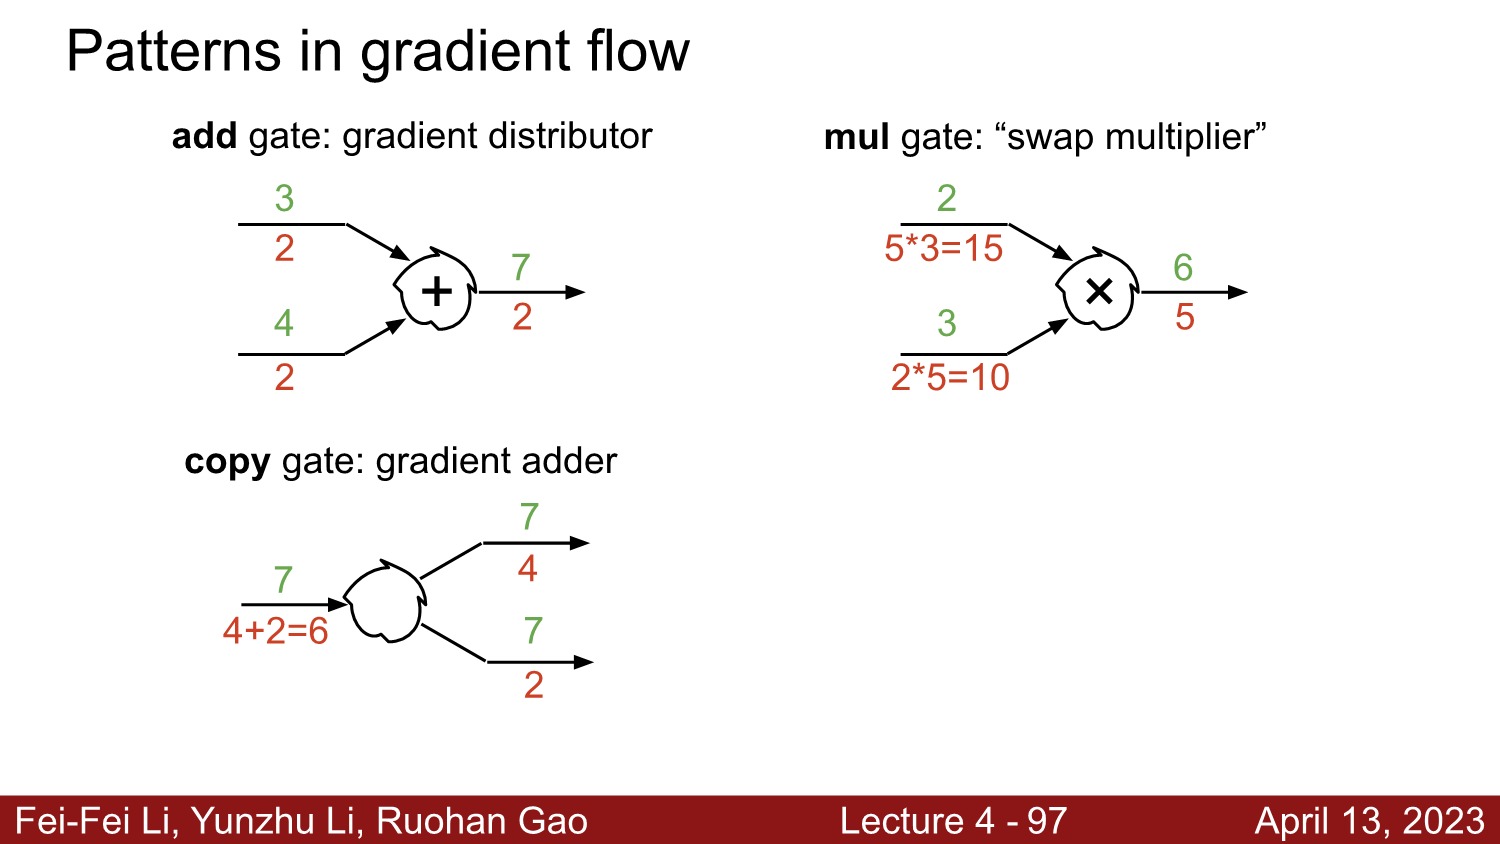 Patterns in gradient flow
add gate: gradient distributor
3
2
4
2
+
7
2
mul gate: “swap multiplier”
2
5*3=15
3
2*5=10
×
6
5
copy gate: gradient adder
7
4+2=6
7
4
7
2
Fei-Fei Li, Yunzhu Li, Ruohan Gao
Lecture 4 - 97
April 13, 2023